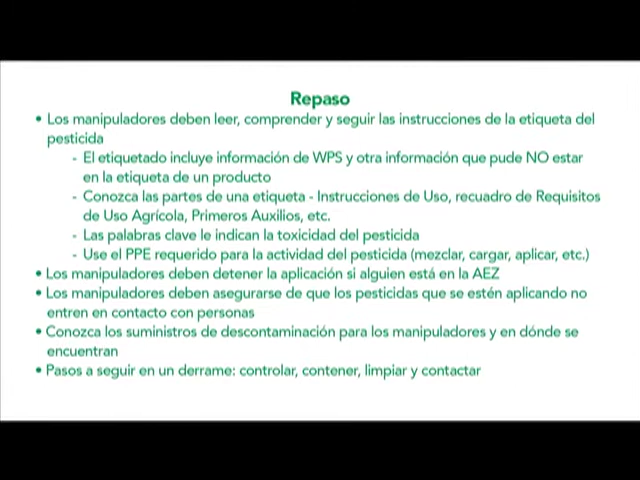 Repaso
• Los manipuladores deben leer, comprender y seguir las instrucciones de la etiqueta del
pesticida
- El etiquetado incluye información de WPS y otra información que pude NO estar
en la etiqueta de un producto
- Conozca las partes de una etiqueta - Instrucciones de Uso, recuadro de Requisitos
de Uso Agrícola, Primeros Auxilios, etc.
- Las palabras clave le indican la toxicidad del pesticida
- Use el PPE requerido para la actividad del pesticida (mezclar, cargar, aplicar, etc.)
• Los manipuladores deben detener la aplicación si alguien está en la AEZ
• Los manipuladores deben asegurarse de que los pesticidas que se estén aplicando no
entren en contacto con personas
• Conozca los suministros de descontaminación para los manipuladores y en dónde se
encuentran
• Pasos a seguir en un derrame: controlar, contener, limpiar y contactar